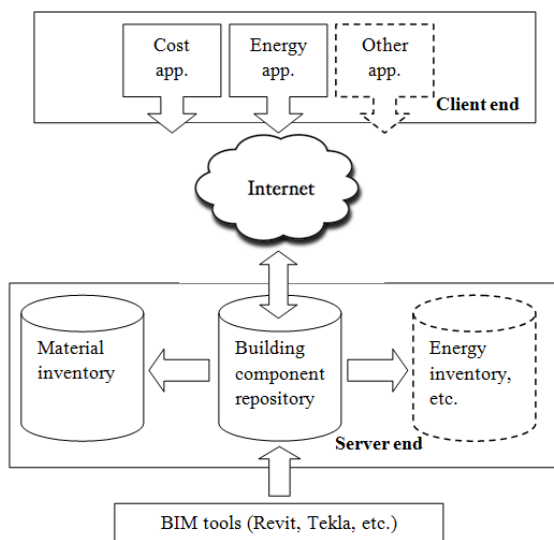 Cost
app.
Energy
app.
Other
app.
Client end
Internet
Material
inventory
Building
component
repository
Energy
inventory,
etc.
Server end
BIM tools (Revit, Tekla, etc.)